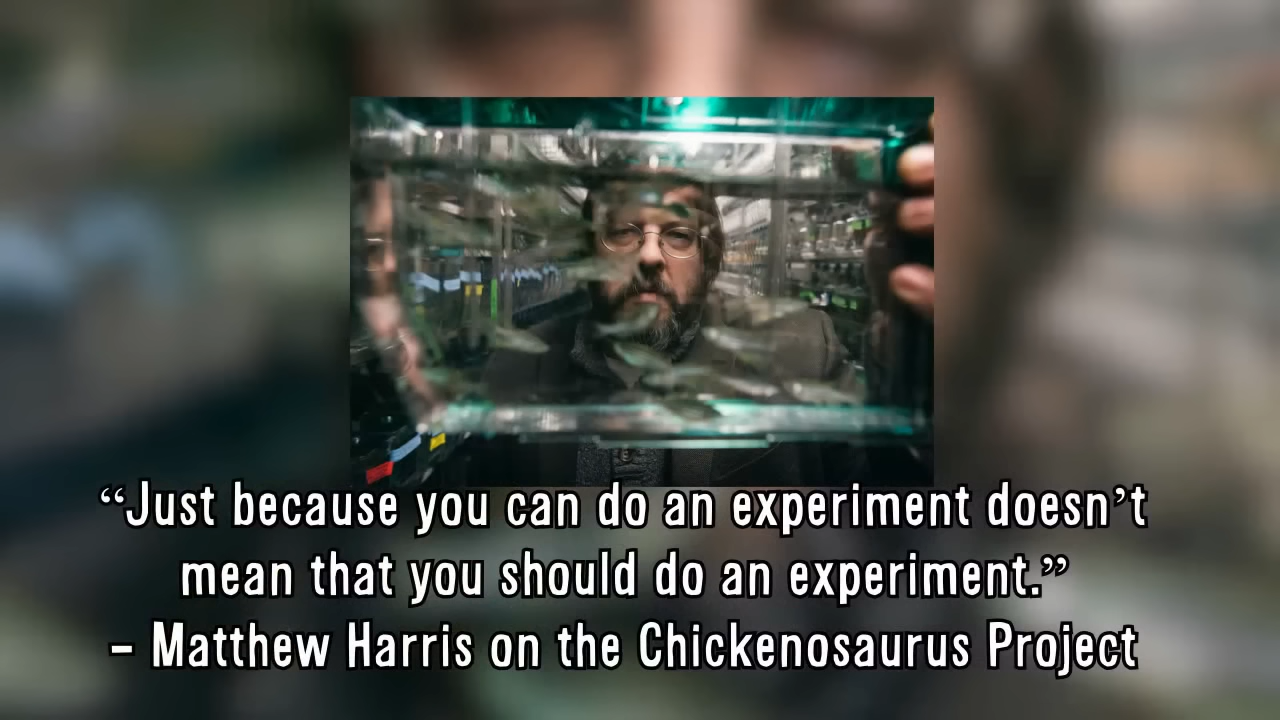 “Just because you can do an experiment doesn’t
mean that you should do an experiment.”
– Matthew Harris on the Chickenosaurus Project